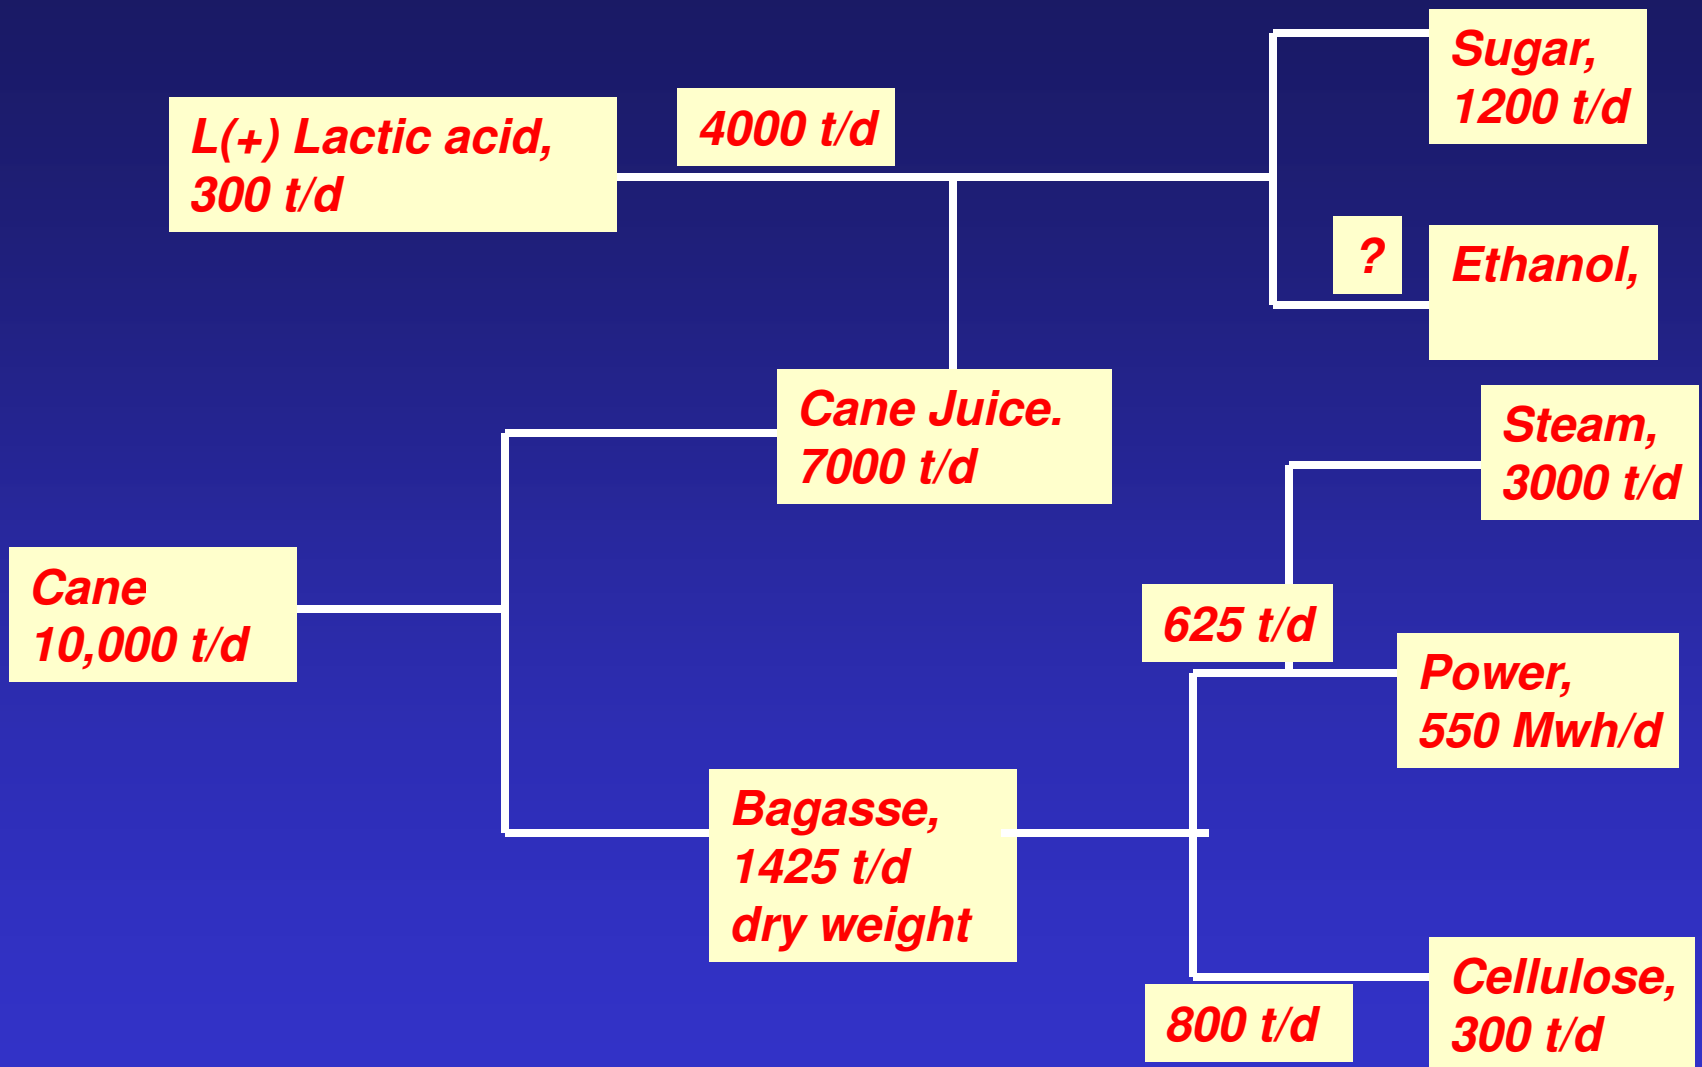 Sugar,
1200 t/d
L(+) Lactic acid,
300 t/d
4000 t/d
?
Ethanol,
Cane Juice.
7000 t/d
Steam,
3000 t/d
Cane
10,000 t/d
625 t/d
Power,
550 Mwh/d
Bagasse,
1425 t/d
dry weight
Cellulose,
300 t/d
800 t/d